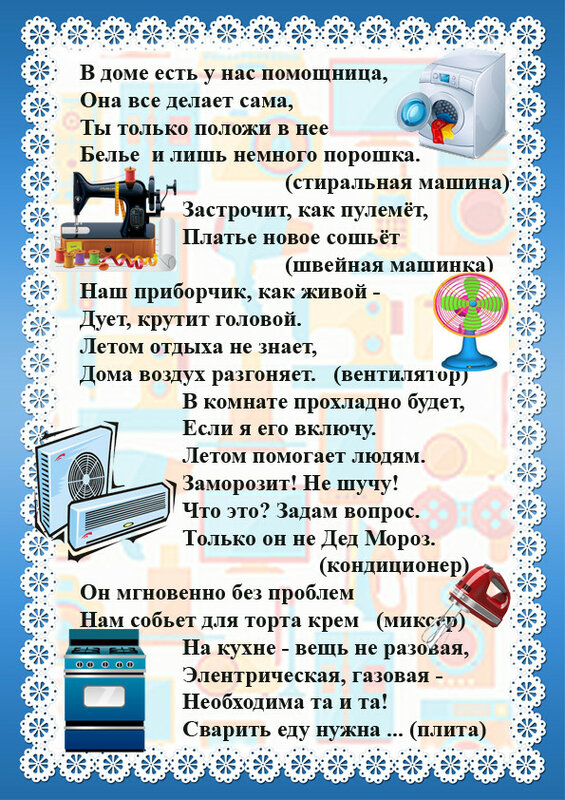 В доме есть у нас помощница,
Она все делает сама,
Ты только положи в нее
Белье и лишь немного порошка.
(стиральная машина)
Застрочит, как пулемёт,
Платье новое сошьёт
(швейная машинка)
Наш приборчик, как живой -
Дует, крутит головой.
Летом отдыха не знает,
Дома воздух разгоняет. (вентилятор)
В комнате прохладно будет,
Если я его включу.
Летом помогает людям.
Заморозит! Не шучу!
Что это? Задам вопрос.
Только он не Дед Мороз.
(кондиционер)
Он мгновенно без проблем
Нам собьет для торта крем (миксер)
На кухне - вещь не разовая,
Элентрическая, газовая -
Необходима та и та!
Сварить еду нужна ... (плита)